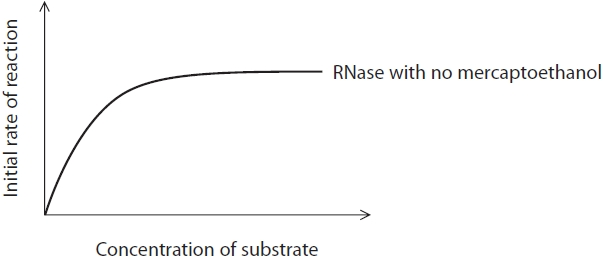 Initial rate of reaction
RNase with no mercaptoethanol
Concentration of substrate